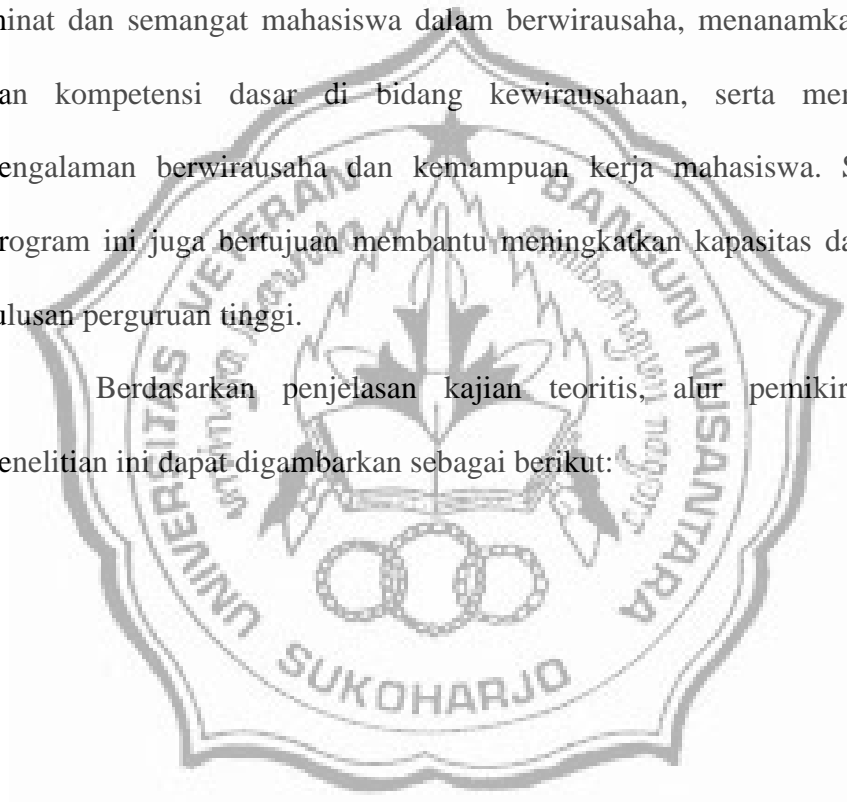 minat dan semangat mahasiswa dalam berwirausaha, menanamka
an kompetensi dasar di bidang kewirausahaan, serta men
engalaman berwirausaha dan kemampuan kerja mahasiswa. S
rogram ini juga bertujuan membantu meningkatkan kapasitas da
ulusan perguruan tinggi.
Berdasarkan penjelasan kajian teoritis, alur pemikir
enelitian ini dapat digambarkan sebagai berikut:
UNIVERSITAS VETERAN BANGUN NUSANTARA
SUKOHARJO